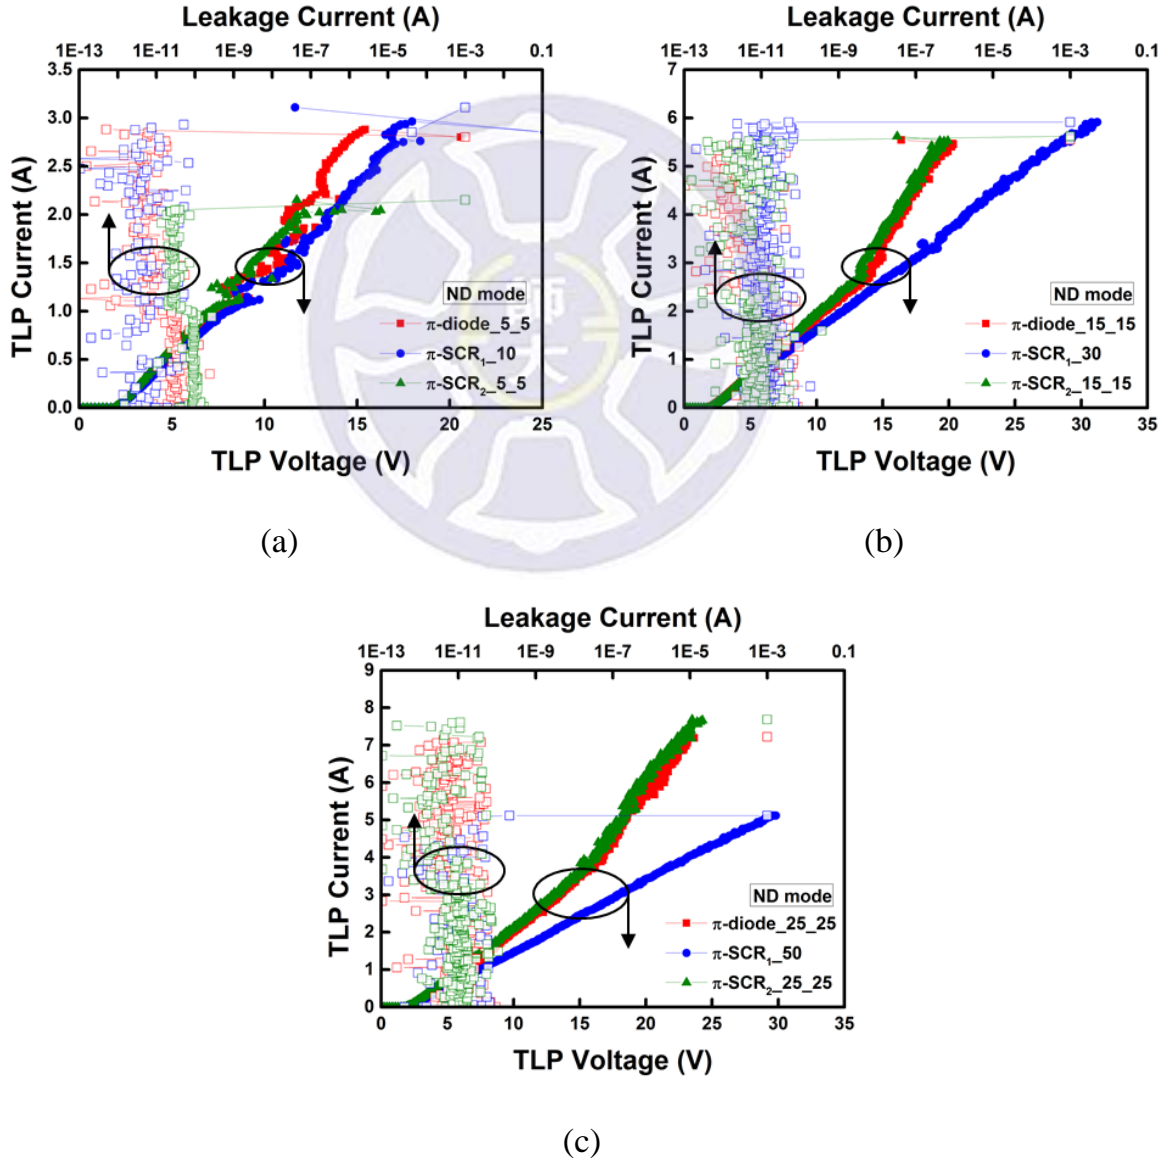 Leakage Current (A)
1E-13 1E-11 1E-9 1E-7 1E-5 1E-3 0.1
3.5
3.0
2.5
2.0
1.5
1.0
0.5
0.0
TLP Current (A)
ND mode
π-diode_5_5
π-SCR₁_10
π-SCR₂_5_5
0 5 10 15 20 25
TLP Voltage (V)
(a)
Leakage Current (A)
1E-13 1E-11 1E-9 1E-7 1E-5 1E-3 0.1
7
6
5
4
3
2
1
0
TLP Current (A)
ND mode
π-diode_15_15
π-SCR₁_30
π-SCR₂_15_15
0 5 10 15 20 25 30 35
TLP Voltage (V)
(b)
Leakage Current (A)
1E-13 1E-11 1E-9 1E-7 1E-5 1E-3 0.1
9
8
7
6
5
4
3
2
1
0
TLP Current (A)
ND mode
π-diode_25_25
π-SCR₁_50
π-SCR₂_25_25
0 5 10 15 20 25 30 35
TLP Voltage (V)
(c)
師
大